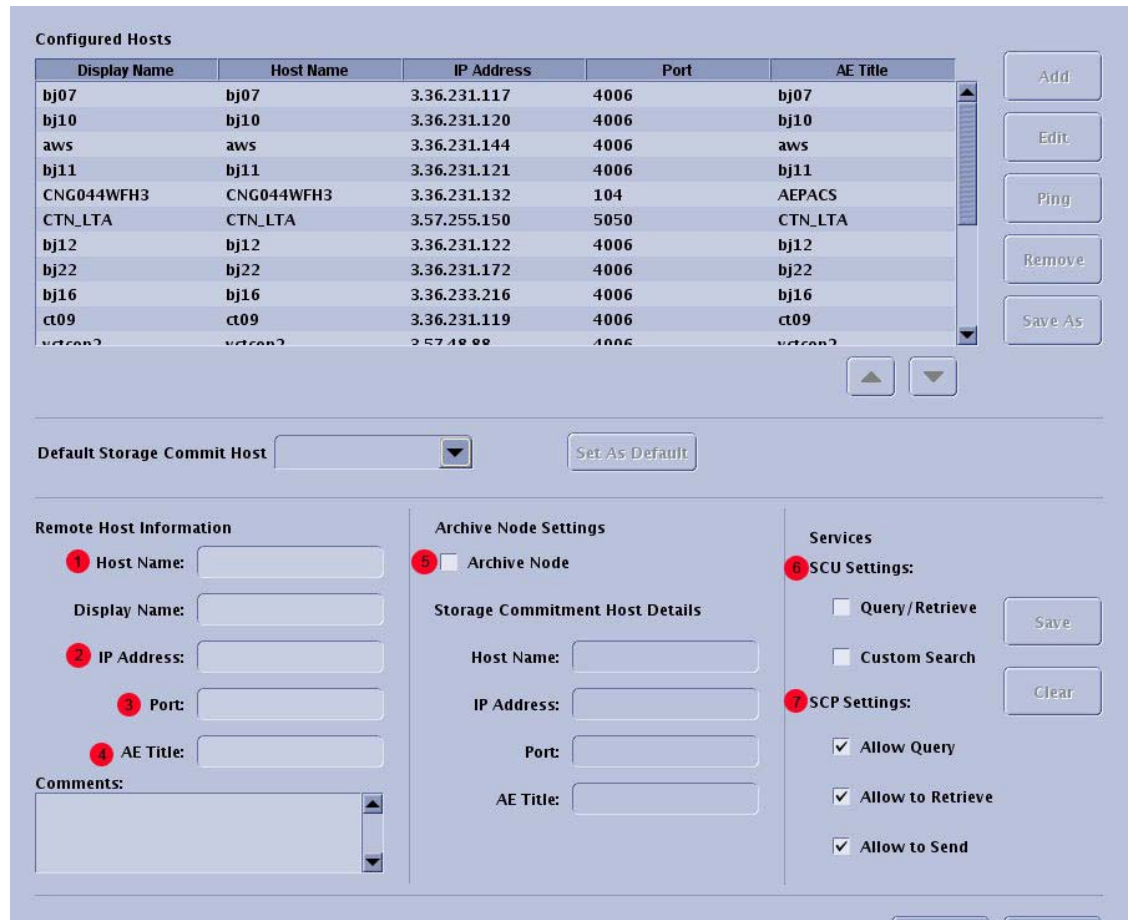 Configured Hosts
Display Name Host Name IP Address Port AE Title
bj07 bj07 3.36.231.117 4006 bj07
bj10 bj10 3.36.231.120 4006 bj10
aws aws 3.36.231.144 4006 aws
bj11 bj11 3.36.231.121 4006 bj11
CNG044WFH3 CNG044WFH3 3.36.231.132 104 AEPACS
CTN_LTA CTN_LTA 3.57.255.150 5050 CTN_LTA
bj12 bj12 3.36.231.122 4006 bj12
bj22 bj22 3.36.231.172 4006 bj22
bj16 bj16 3.36.233.216 4006 bj16
ct09 ct09 3.36.231.119 4006 ct09
Add
Edit
Ping
Remove
Save As
Default Storage Commit Host
Set As Default
Remote Host Information
1 Host Name:
Display Name:
2 IP Address:
3 Port:
4 AE Title:
Comments:
Archive Node Settings
5 Archive Node
Storage Commitment Host Details
Host Name:
IP Address:
Port:
AE Title:
Services
6 SCU Settings:
Query/Retrieve
Custom Search
7 SCP Settings:
Allow Query
Allow to Retrieve
Allow to Send
Save
Clear